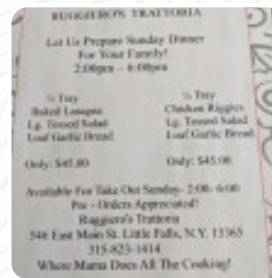 RUGGIERO'S TRATTORIA
Let Us Prepare Sunday Dinner
For Your Family!
2:00pm – 6:00pm
½ Tray
Baked Lasagna
Lg. Tossed Salad
Loaf Garlic Bread
Only: $45.00
½ Tray
Chicken Riggies
Lg. Tossed Salad
Loaf Garlic Bread
Only: $45.00
Available For Take Out Sunday- 2:00- 6:00
Pre - Orders Appreciated!
Ruggiero's Trattoria
546 East Main St. Little Falls, N.Y. 13365
315-823-1414
Where Mama Does All The Cooking!